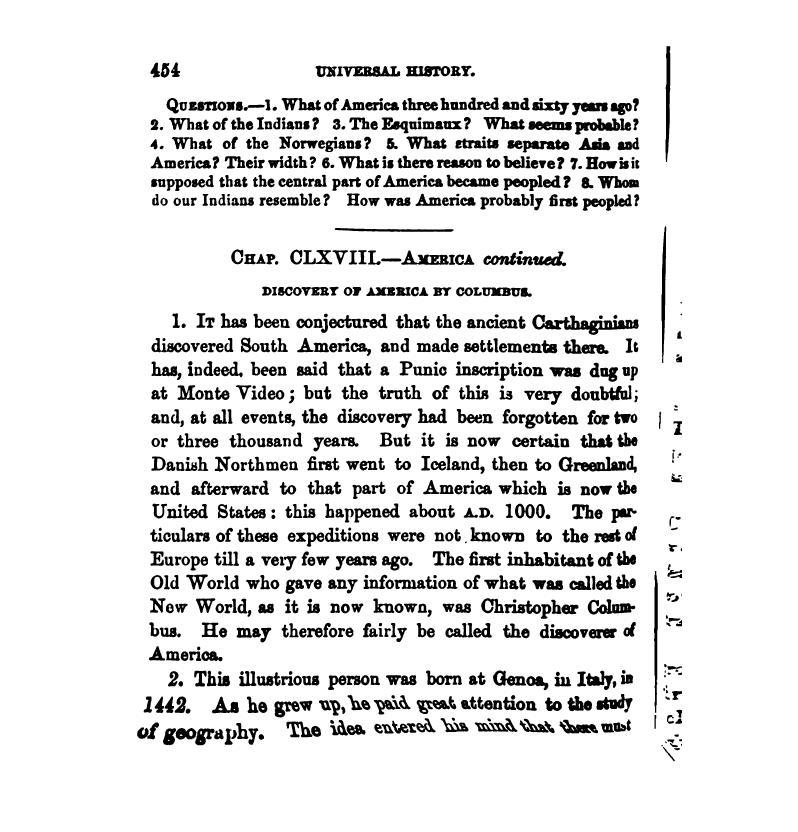 454 UNIVERSAL HISTORY.
QUESTIONS.—1. What of America three hundred and sixty years ago?
2. What of the Indians? 3. The Esquimaux? What seems probable?
4. What of the Norwegians? 5. What straits separate Asia and
America? Their width? 6. What is there reason to believe? 7. How is it
supposed that the central part of America became peopled? 8. Whom
do our Indians resemble? How was America probably first peopled?
CHAP. CLXVIII.—AMERICA continued.
DISCOVERY OF AMERICA BY COLUMBUS.
1. IT has been conjectured that the ancient Carthaginians
discovered South America, and made settlements there. It
has, indeed, been said that a Punic inscription was dug up
at Monte Video; but the truth of this is very doubtful;
and, at all events, the discovery had been forgotten for two
or three thousand years. But it is now certain that the
Danish Northmen first went to Iceland, then to Greenland,
and afterward to that part of America which is now the
United States: this happened about A.D. 1000. The par-
ticulars of these expeditions were not known to the rest of
Europe till a very few years ago. The first inhabitant of the
Old World who gave any information of what was called the
New World, as it is now known, was Christopher Colum-
bus. He may therefore fairly be called the discoverer of
America.
2. This illustrious person was born at Genoa, in Italy, in
1442. As he grew up, he paid great attention to the study
of geography. The idea entered his mind that there must